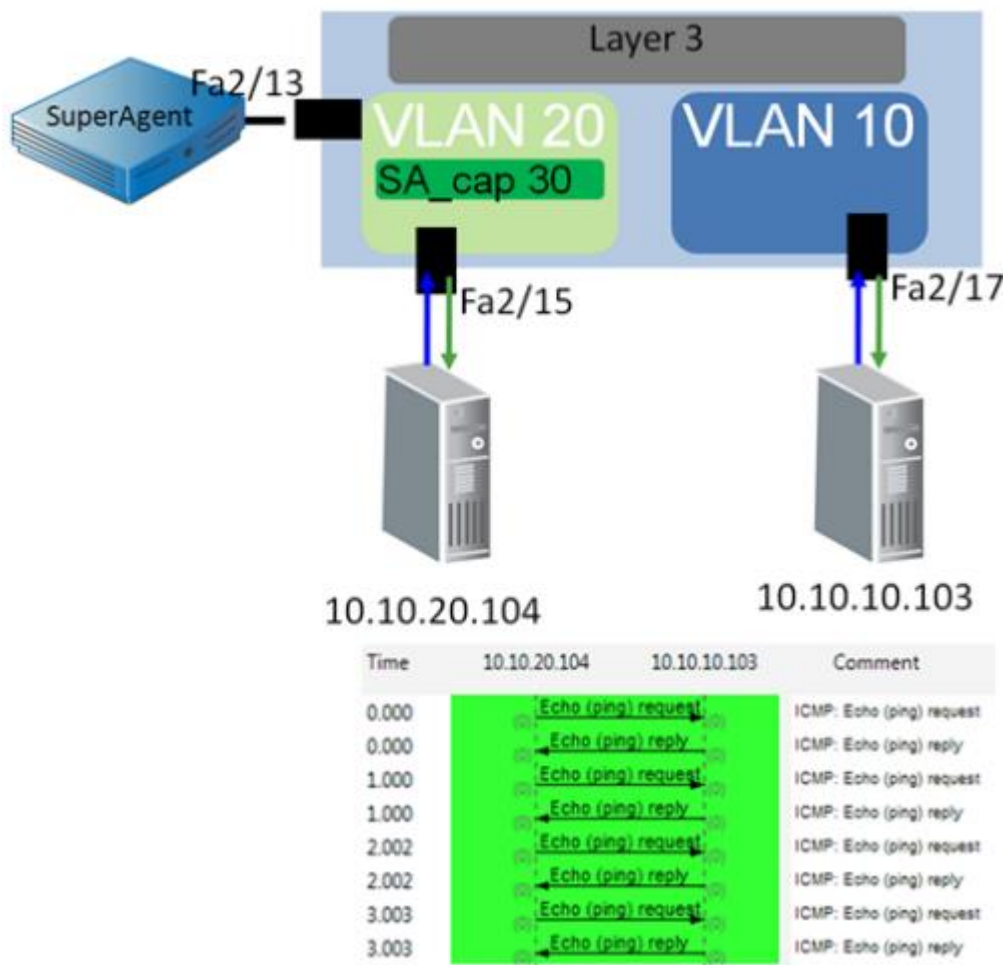 Layer 3
Fa2/13
SuperAgent
VLAN 20
VLAN 10
SA_cap 30
Fa2/15
Fa2/17
10.10.20.104
10.10.10.103
Time 10.10.20.104 10.10.10.103 Comment
0.000 Echo (ping) request ICMP: Echo (ping) request
0.000 Echo (ping) reply ICMP: Echo (ping) reply
1.000 Echo (ping) request ICMP: Echo (ping) request
1.000 Echo (ping) reply ICMP: Echo (ping) reply
2.002 Echo (ping) request ICMP: Echo (ping) request
2.002 Echo (ping) reply ICMP: Echo (ping) reply
3.003 Echo (ping) request ICMP: Echo (ping) request
3.003 Echo (ping) reply ICMP: Echo (ping) reply